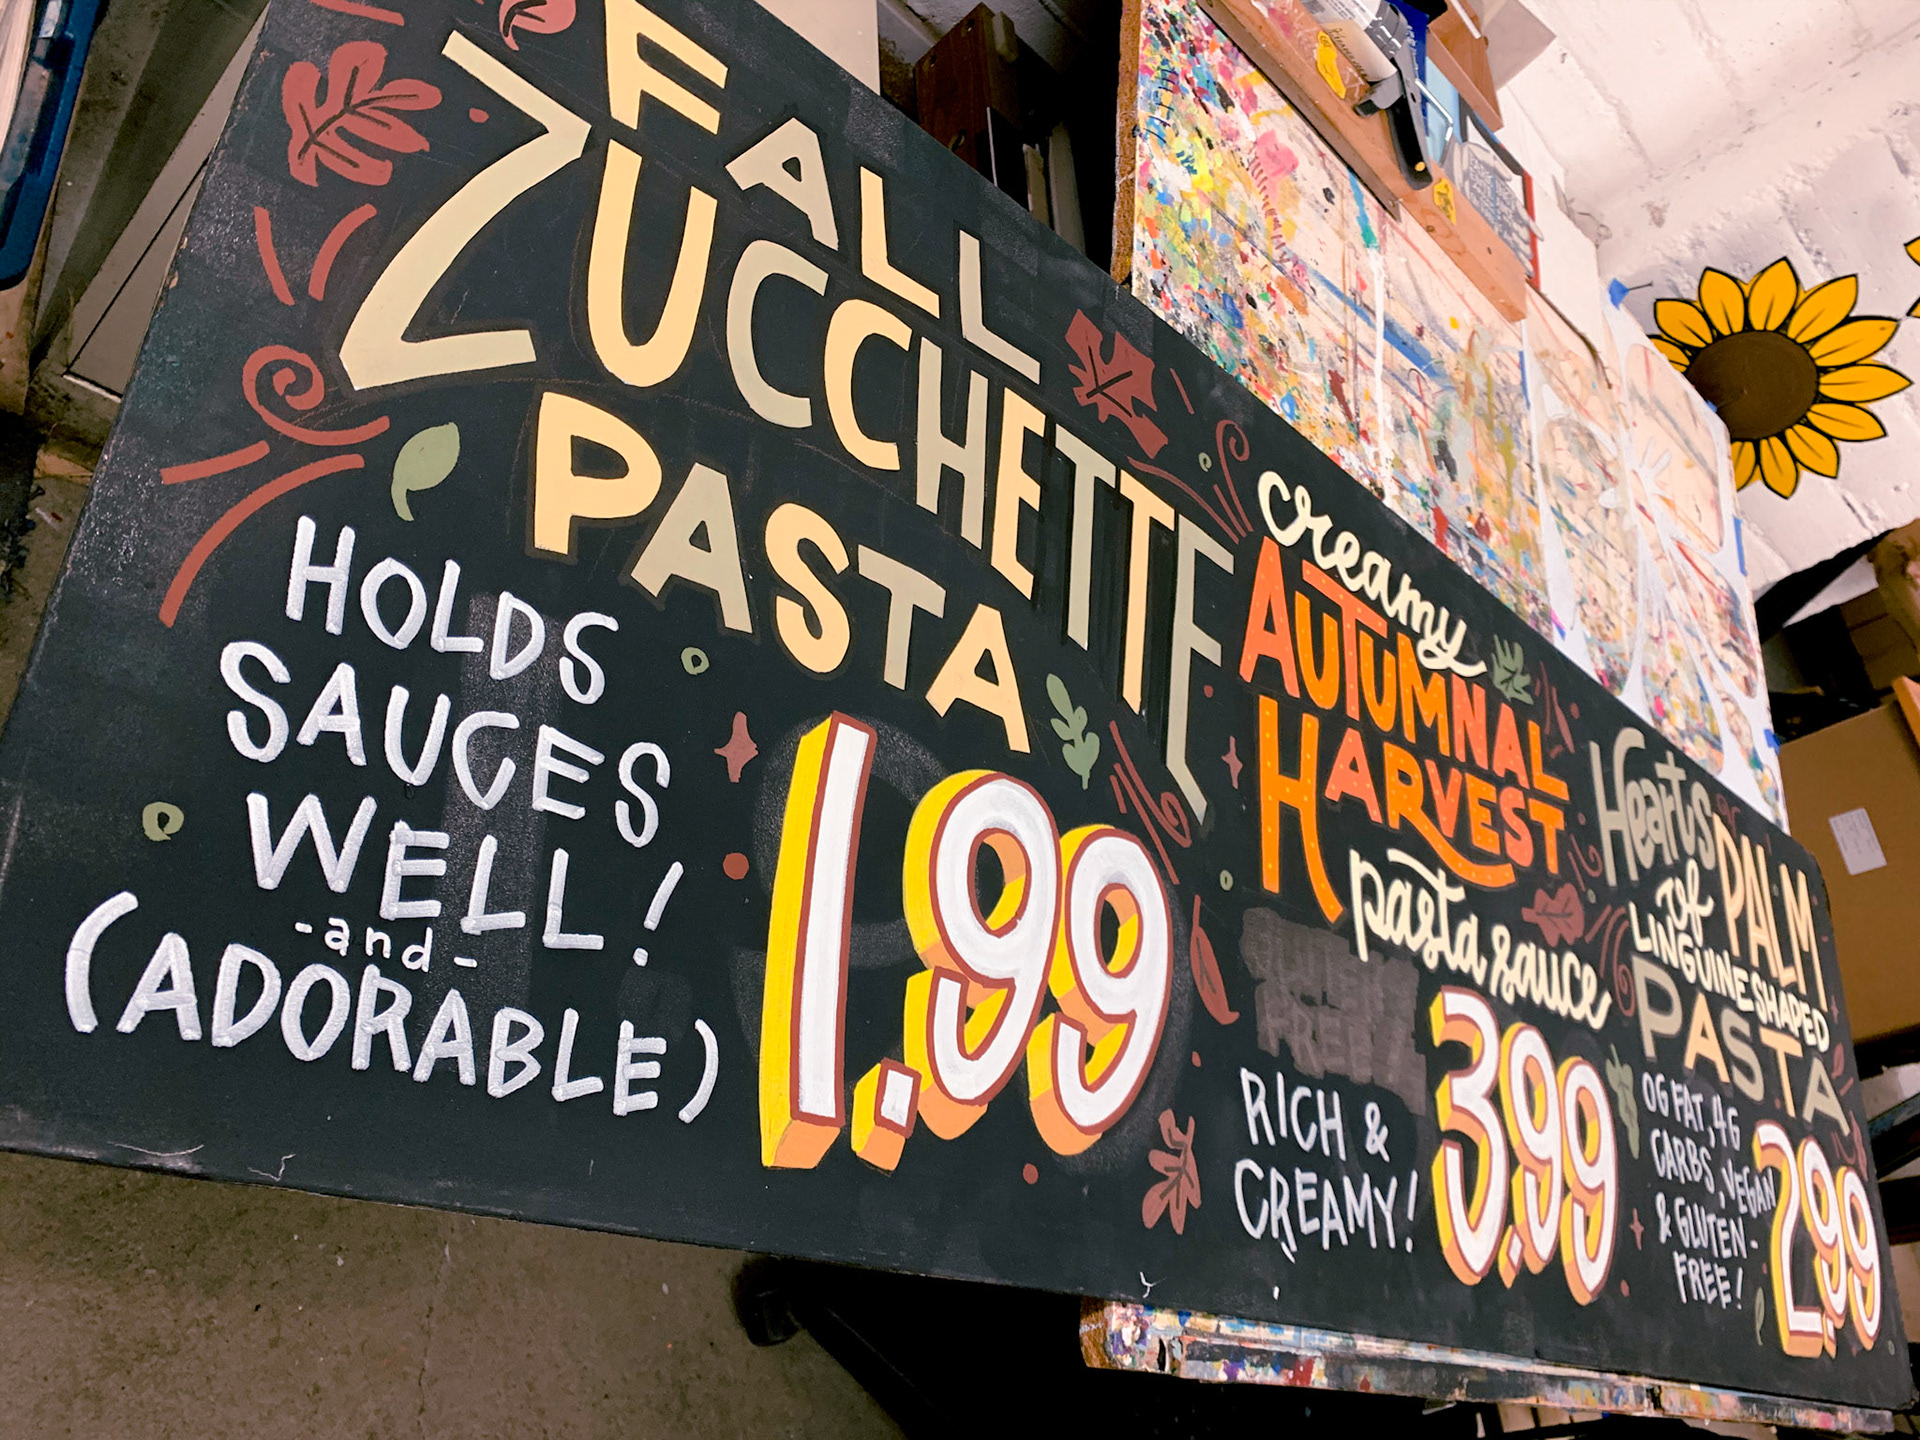 FALL
ZUCCHETTE
PASTA
HOLDS
SAUCES
WELL!
-and-
(ADORABLE)
1.99
creamy
AUTUMNAL
HARVEST
pasta sauce
FREE!
RICH &
CREAMY!
3.99
Hearts
of
PALM
LINGUINE SHAPED
PASTA
0G FAT, 4G
CARBS, VEGAN
& GLUTEN-
FREE!
2.99